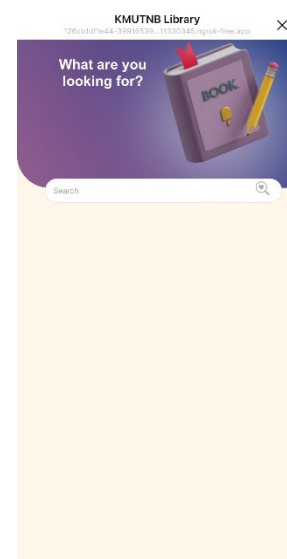 KMUTNB Library
What are you
looking for?
BOOK
Search